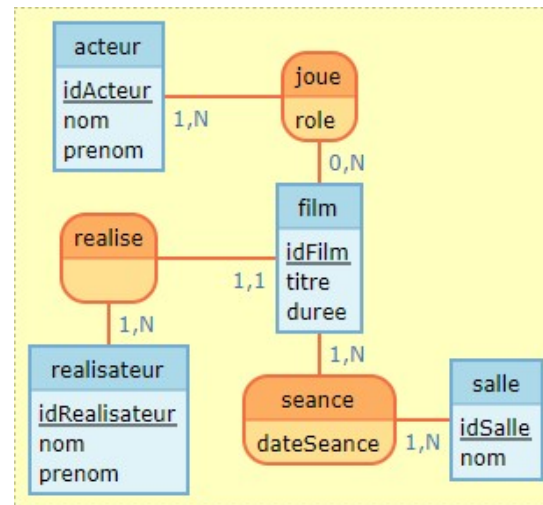 acteur
idActeur
nom
prenom
1,N
joue
role
0,N
film
idFilm
titre
duree
realise
1,1
1,N
realisateur
idRealisateur
nom
prenom
1,N
seance
dateSeance
1,N
salle
idSalle
nom